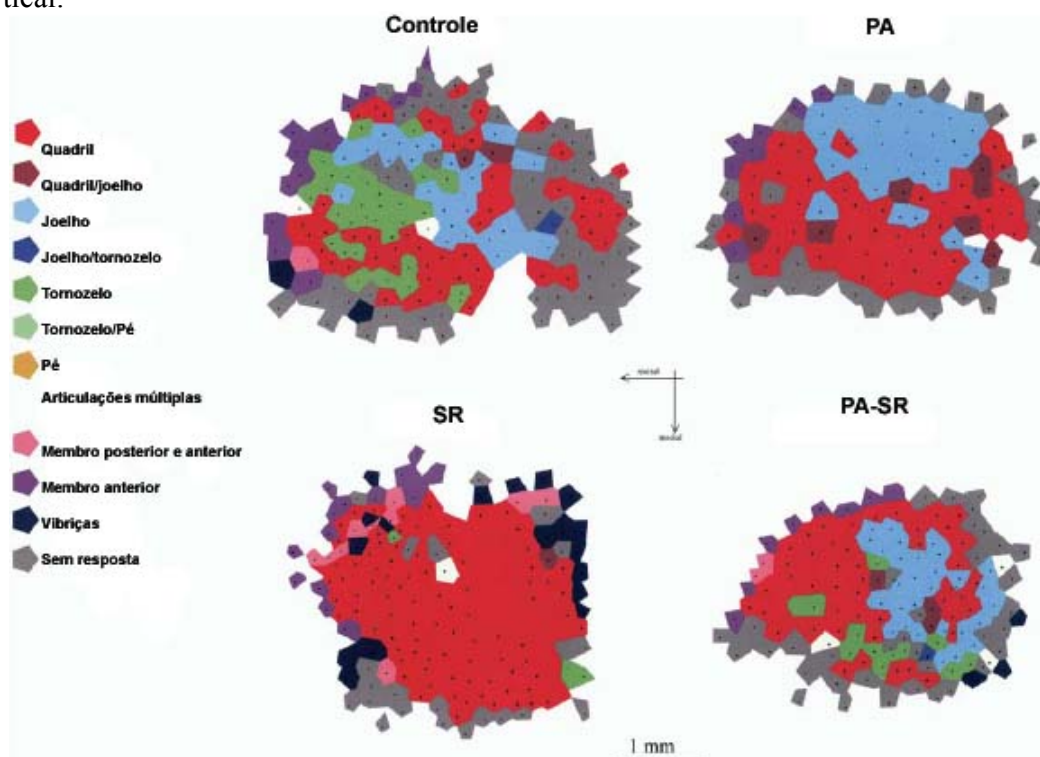 tical.
Controle
PA
Quadril
Quadril/joelho
Joelho
Joelho/tornozelo
Tornozelo
Tornozelo/Pé
Pé
Articulações múltiplas
Membro posterior e anterior
Membro anterior
Vibriças
Sem resposta
SR
PA-SR
1 mm